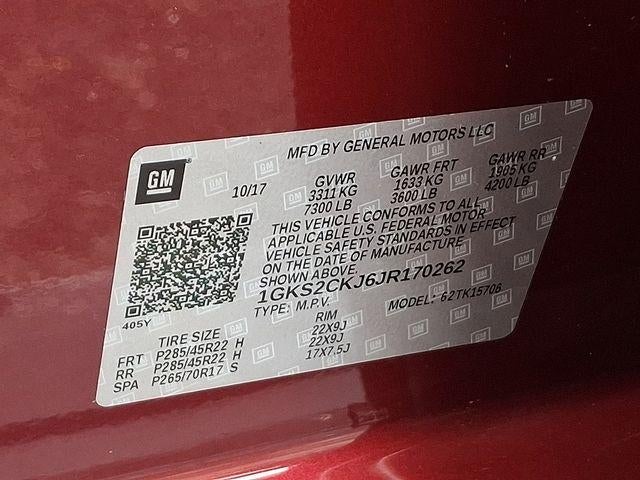 MFD BY GENERAL MOTORS LLC
GM
10/17 GVWR GAWR FRT GAWR RR
3311 KG 1633 KG 1905 KG
7300 LB 3600 LB 4200 LB
THIS VEHICLE CONFORMS TO ALL
APPLICABLE U.S. FEDERAL MOTOR
VEHICLE SAFETY STANDARDS IN EFFECT
ON THE DATE OF MANUFACTURE
SHOWN ABOVE.
1GKS2CKJ6JR170262
TYPE: M.P.V. MODEL: 62TK15706
405Y
TIRE SIZE RIM
FRT P285/45R22 H 22X9J
RR P285/45R22 H 22X9J
SPA P265/70R17 S 17X7.5J